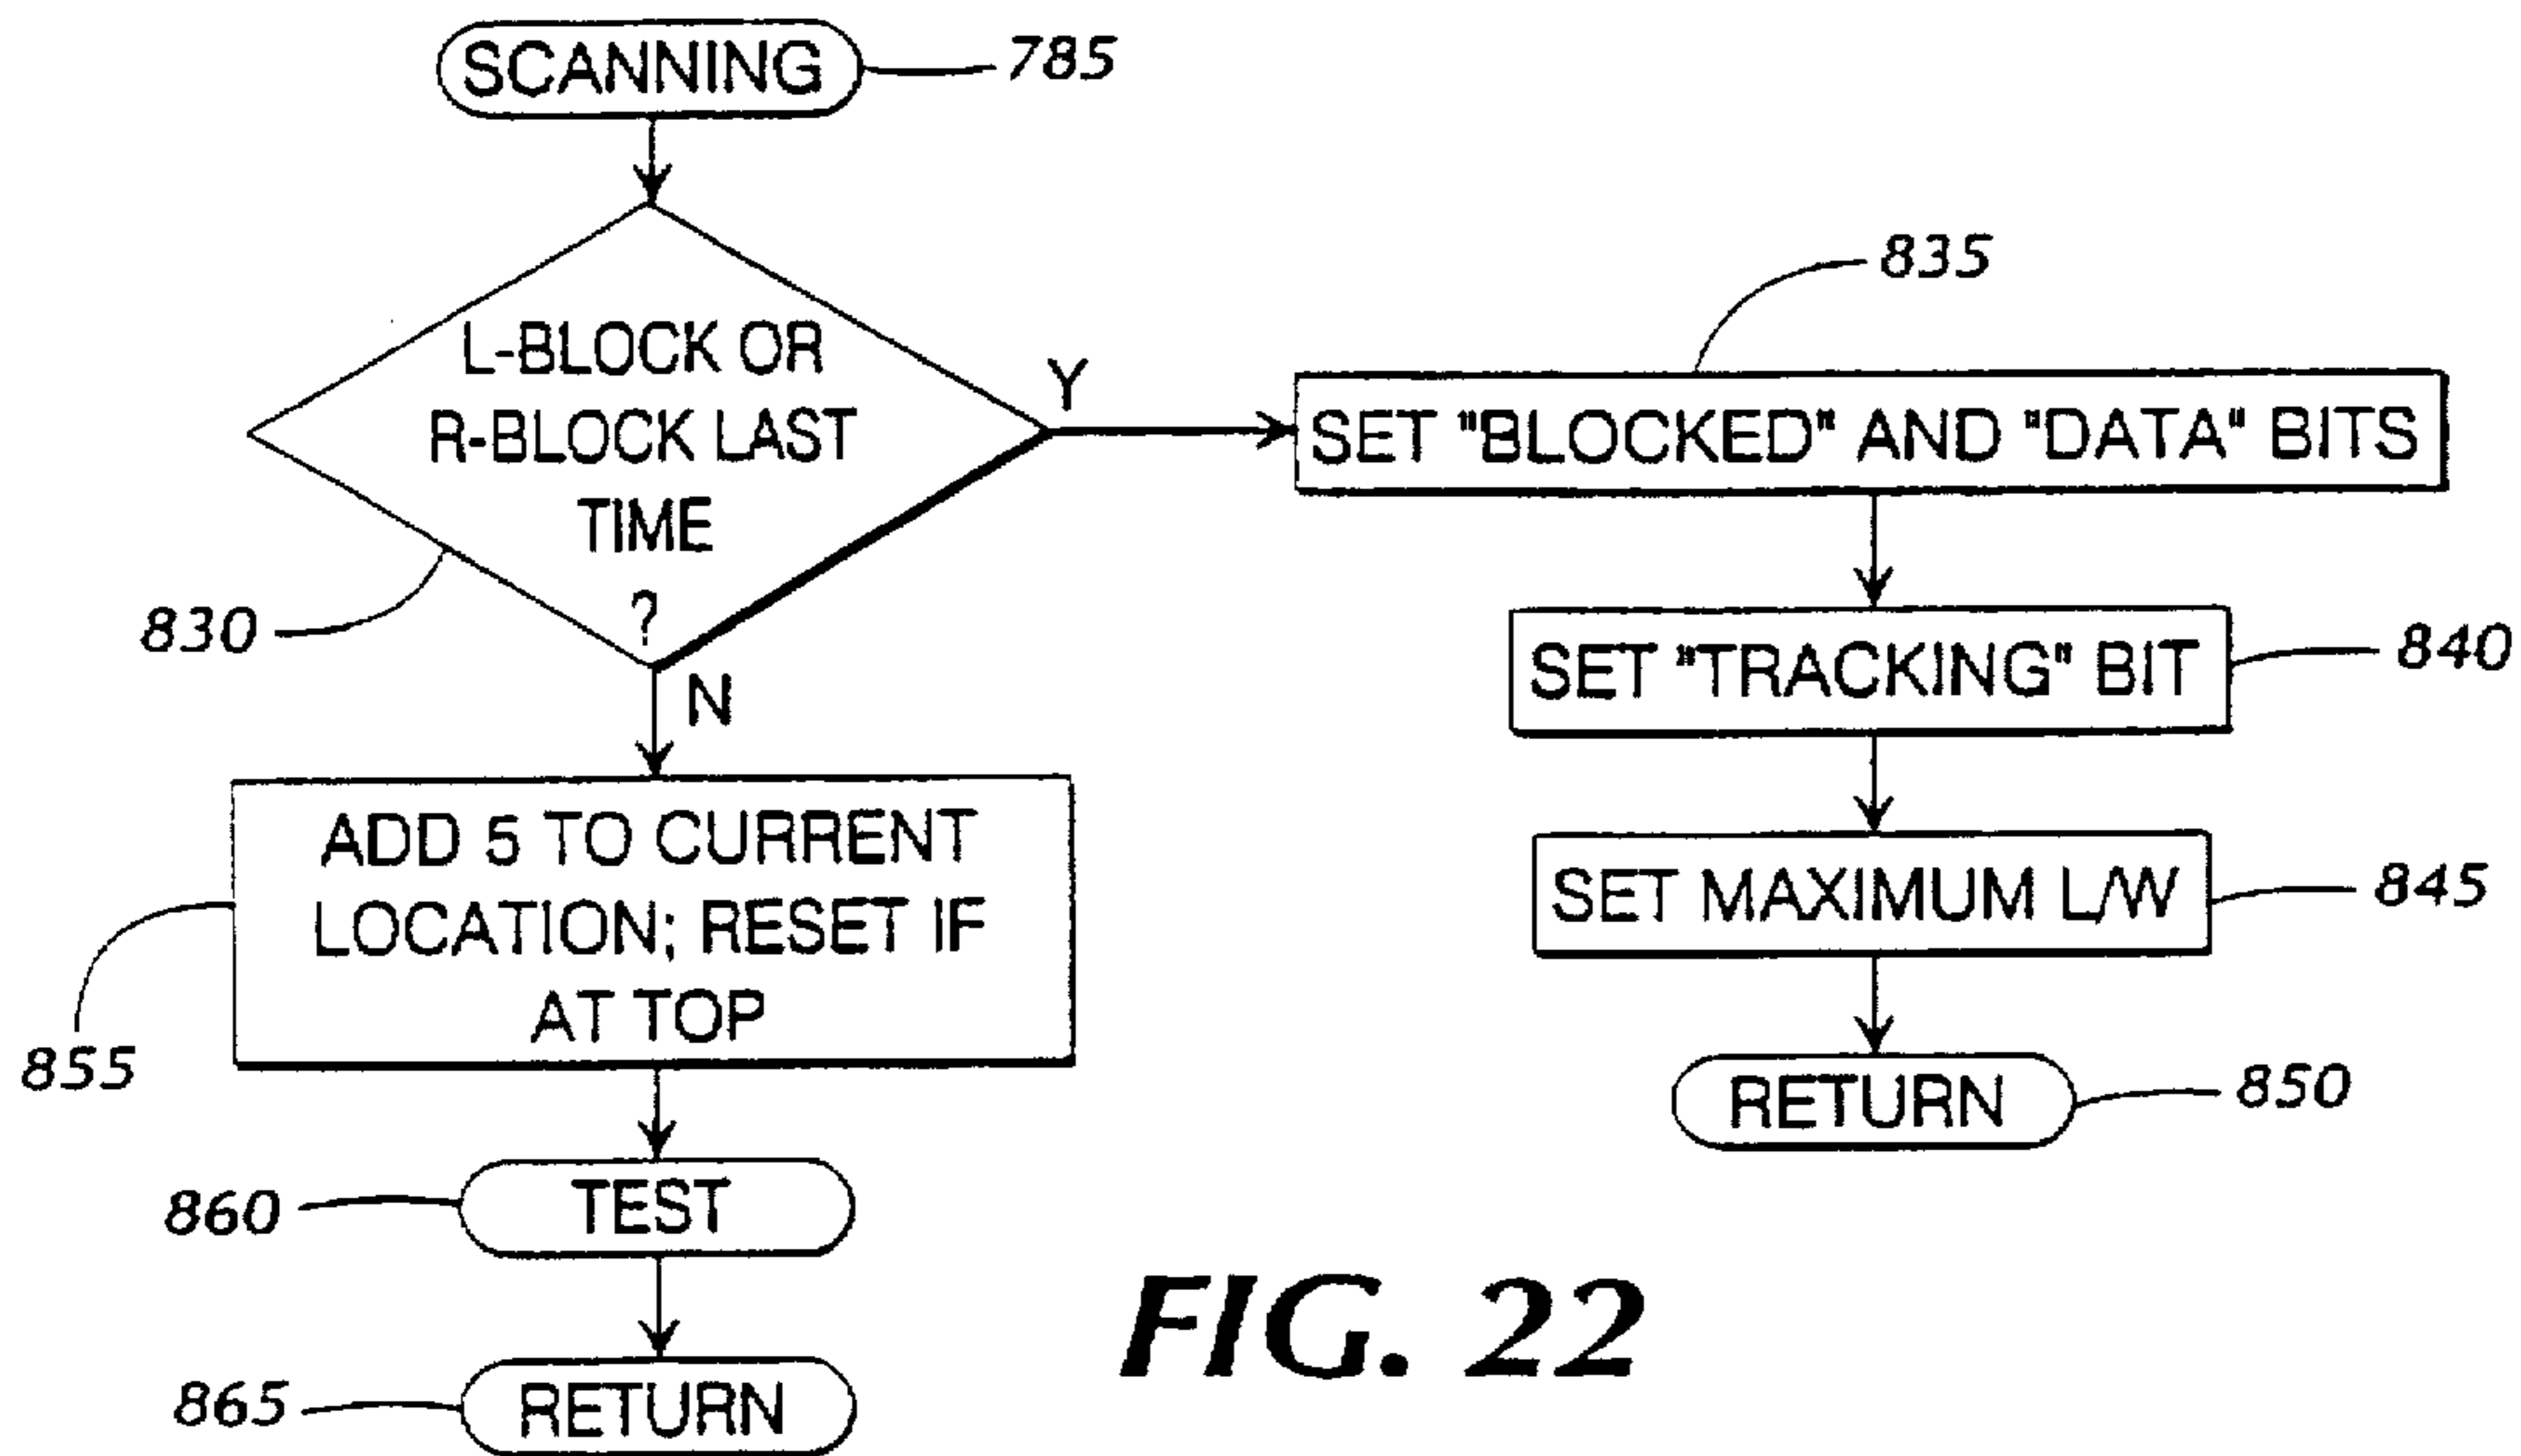 SCANNING
785
L-BLOCK OR
R-BLOCK LAST
TIME
?
830
Y
N
835
SET "BLOCKED" AND "DATA" BITS
SET "TRACKING" BIT
840
SET MAXIMUM L/W
845
RETURN
850
ADD 5 TO CURRENT
LOCATION; RESET IF
AT TOP
855
TEST
860
RETURN
865
FIG. 22